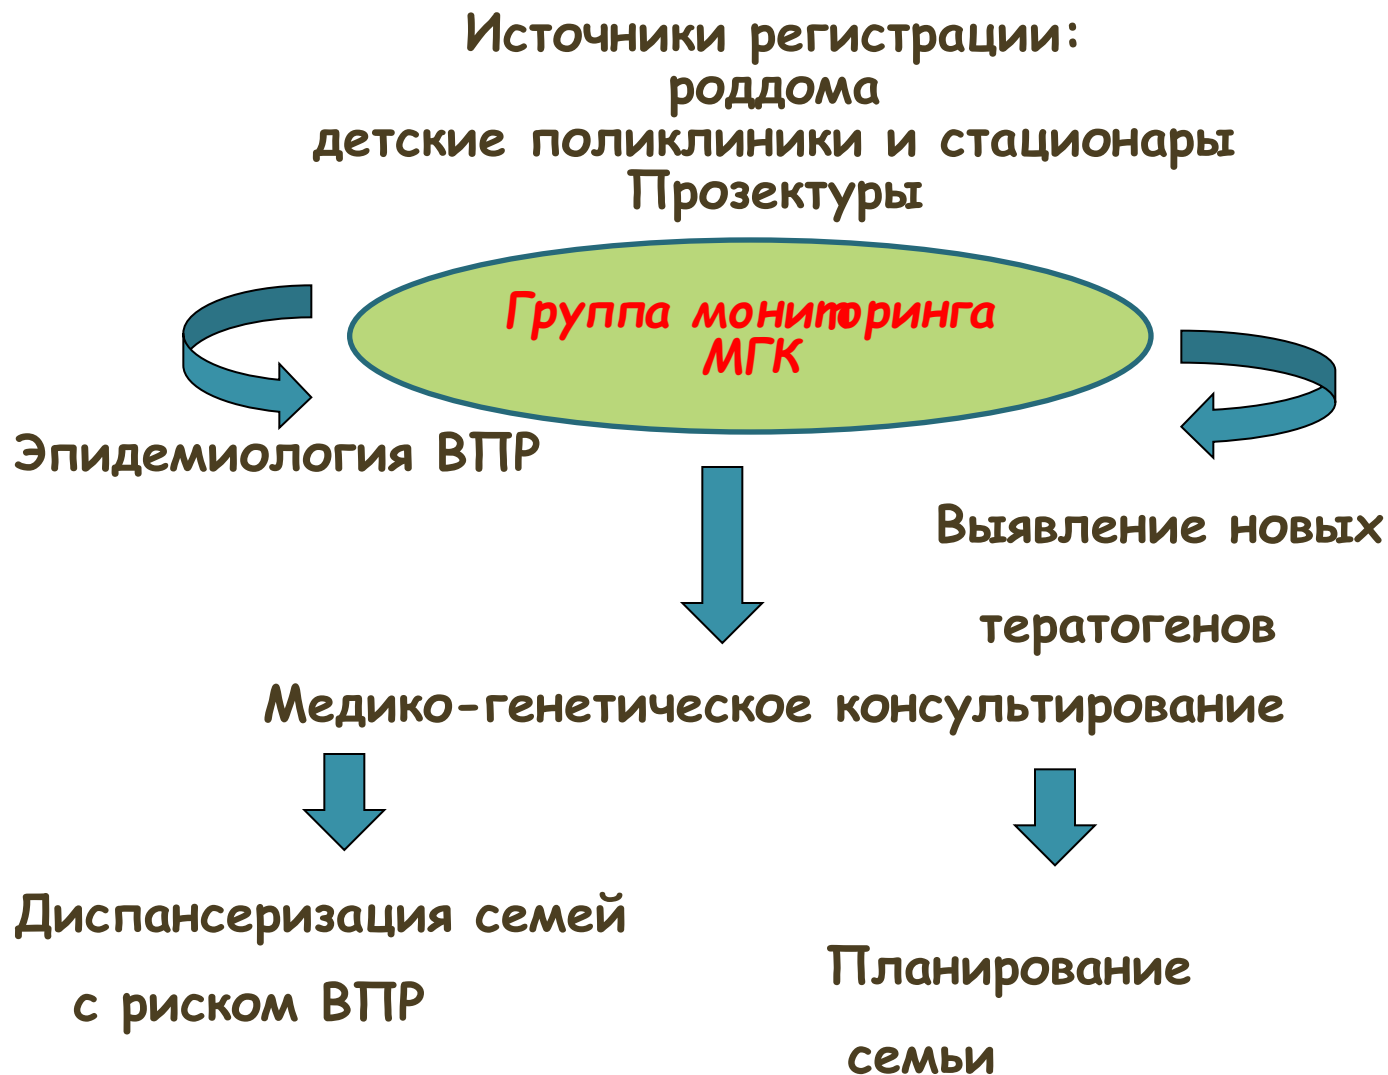 Источники регистрации:
роддома
детские поликлиники и стационары
Прозектуры
Группа мониторинга
МГК
Эпидемиология ВПР
Выявление новых
тератогенов
Медико-генетическое консультирование
Диспансеризация семей
с риском ВПР
Планирование
семьи